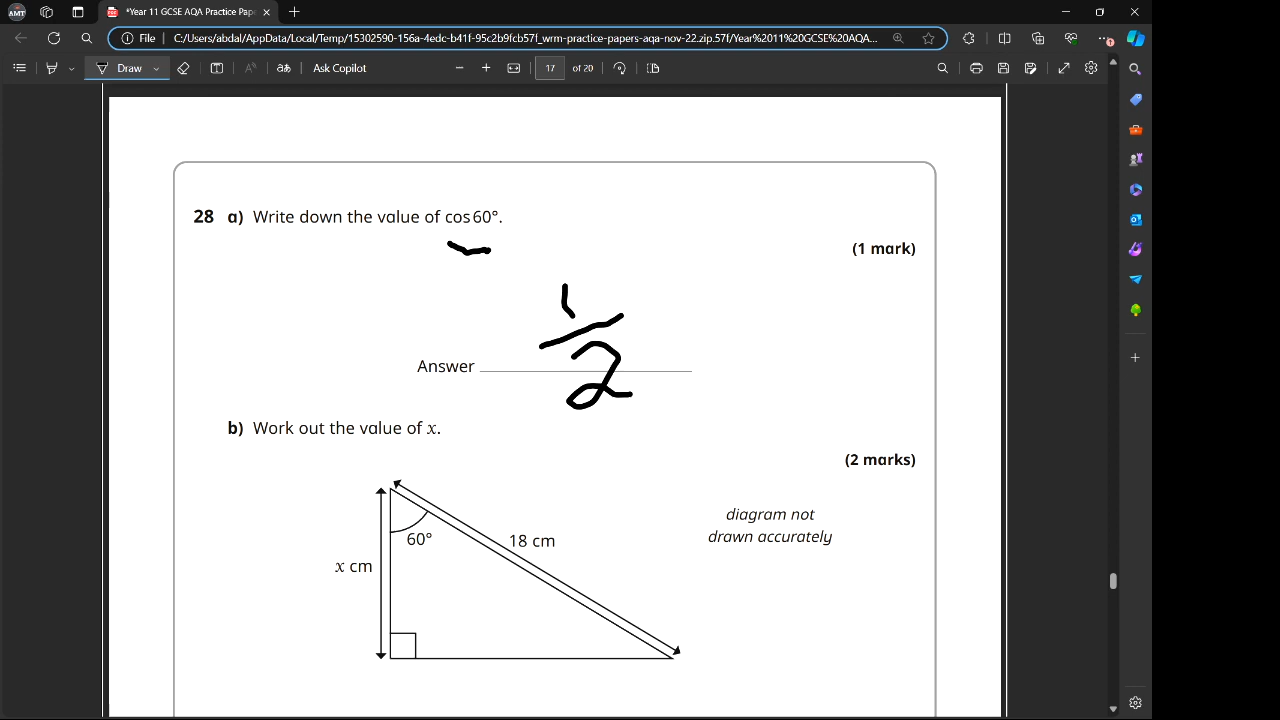 AMT
*Year 11 GCSE AQA Practice Pape
File
C:/Users/abdal/AppData/Local/Temp/15302590-156a-4edc-b41f-95c2b9fcb57f_wrm-practice-papers-aqa-nov-22.zip.57f/Year%2011%20GCSE%20AQA...
Draw
Ask Copilot
17 of 20
28 a) Write down the value of cos 60°.
(1 mark)
1
2
Answer
b) Work out the value of x.
(2 marks)
diagram not
drawn accurately
60°
18 cm
x cm